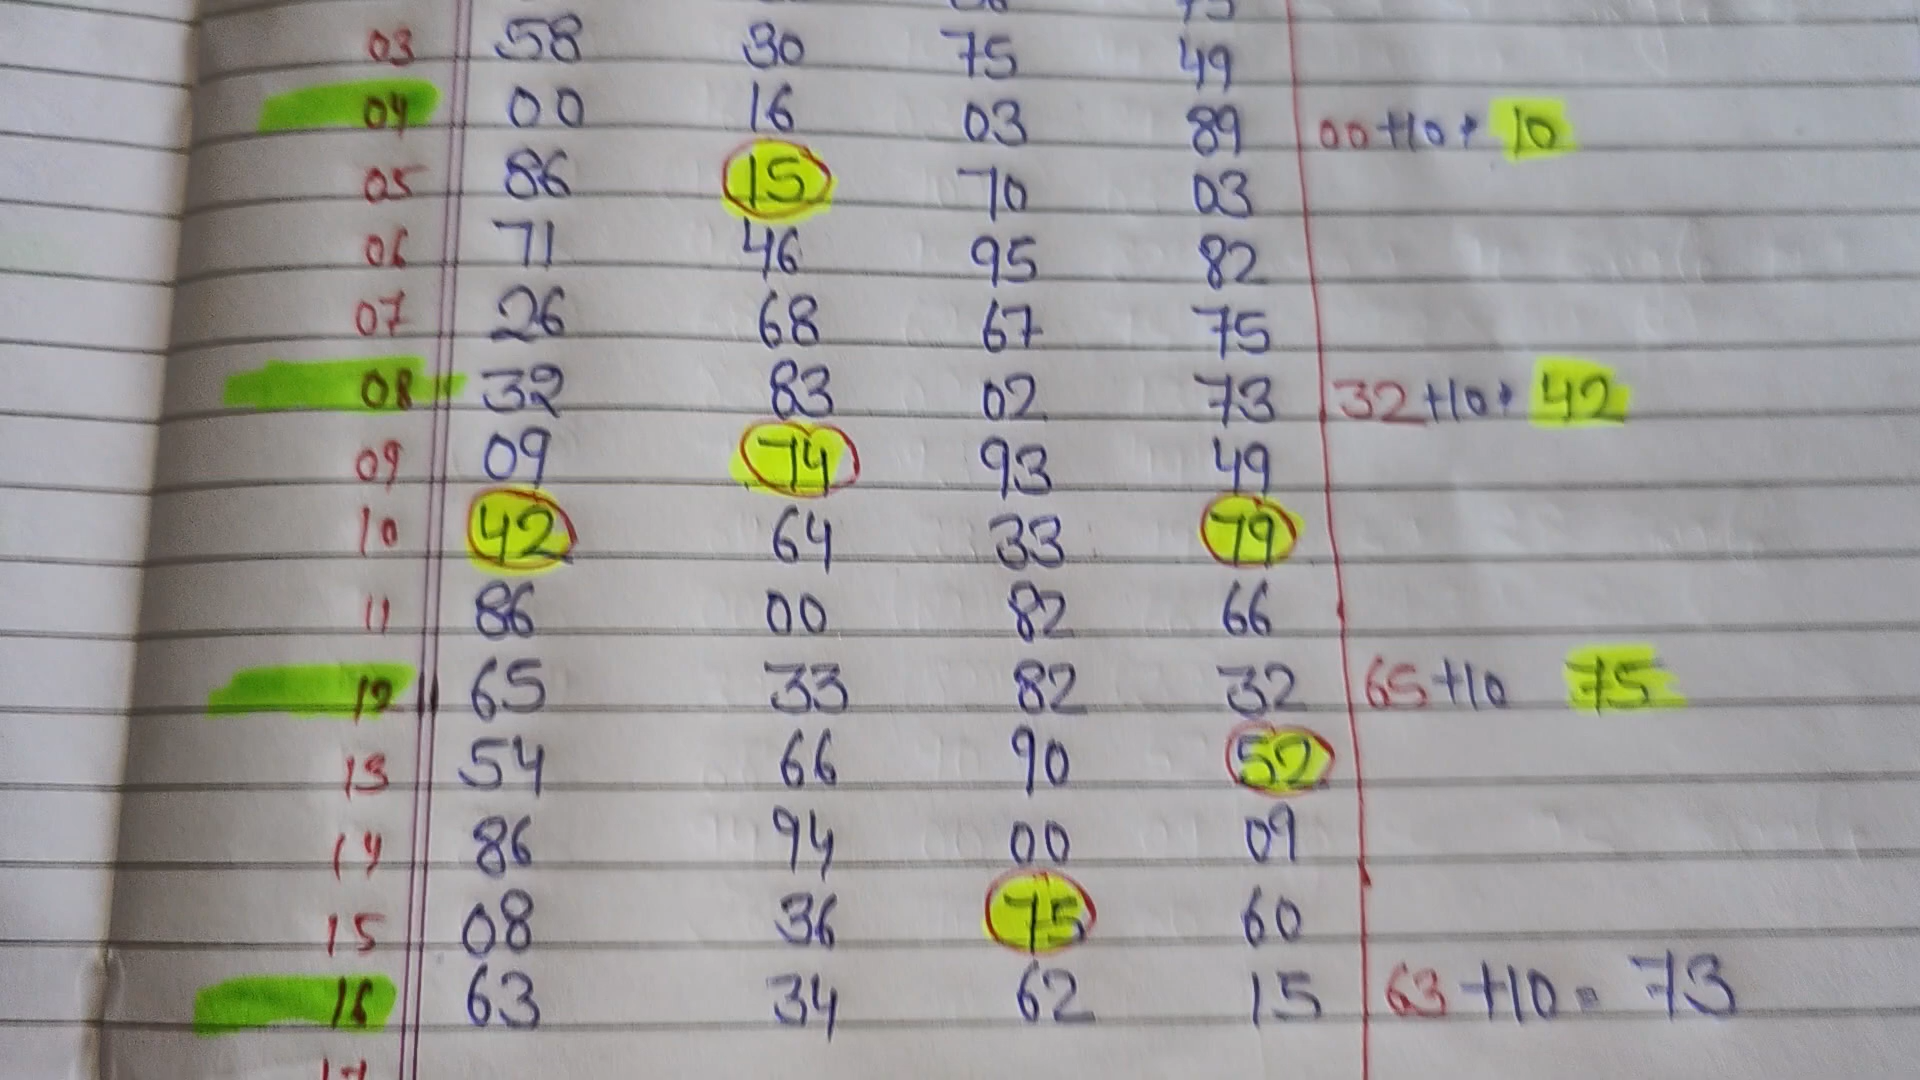 03 58 30 75 49
04 00 16 03 89 00+10= 10
05 86 15 70 03
06 71 46 95 82
07 26 68 67 75
08 32 83 02 73 32+10= 42
09 09 74 93 49
10 42 64 33 79
11 86 00 82 66
12 65 33 82 32 65+10 75
13 54 66 90 52
14 86 94 00 09
15 08 36 75 60
16 63 34 62 15 63+10= 73